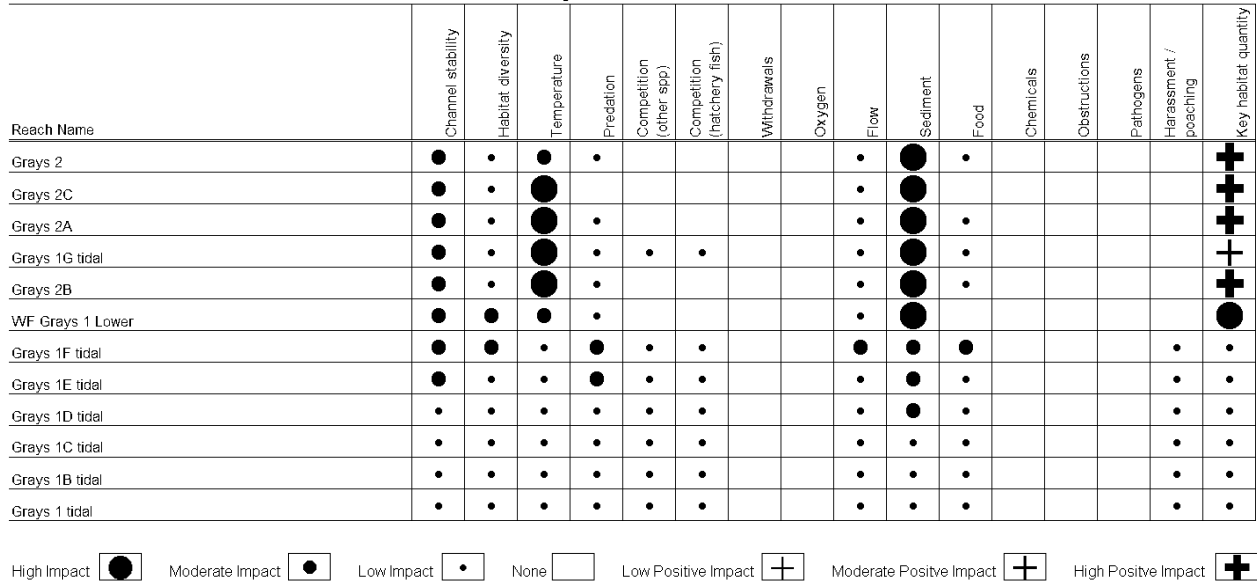 Reach Name
Channel stability
Habitat diversity
Temperature
Predation
Competition
(other spp)
Competition
(hatchery fish)
Withdrawals
Oxygen
Flow
Sediment
Food
Chemicals
Obstructions
Pathogens
Harassment /
poaching
Key habitat quantity
Grays 2
Grays 2C
Grays 2A
Grays 1G tidal
Grays 2B
WF Grays 1 Lower
Grays 1F tidal
Grays 1E tidal
Grays 1D tidal
Grays 1C tidal
Grays 1B tidal
Grays 1 tidal
High Impact Moderate Impact Low Impact None Low Positive Impact Moderate Positve Impact High Positve Impact